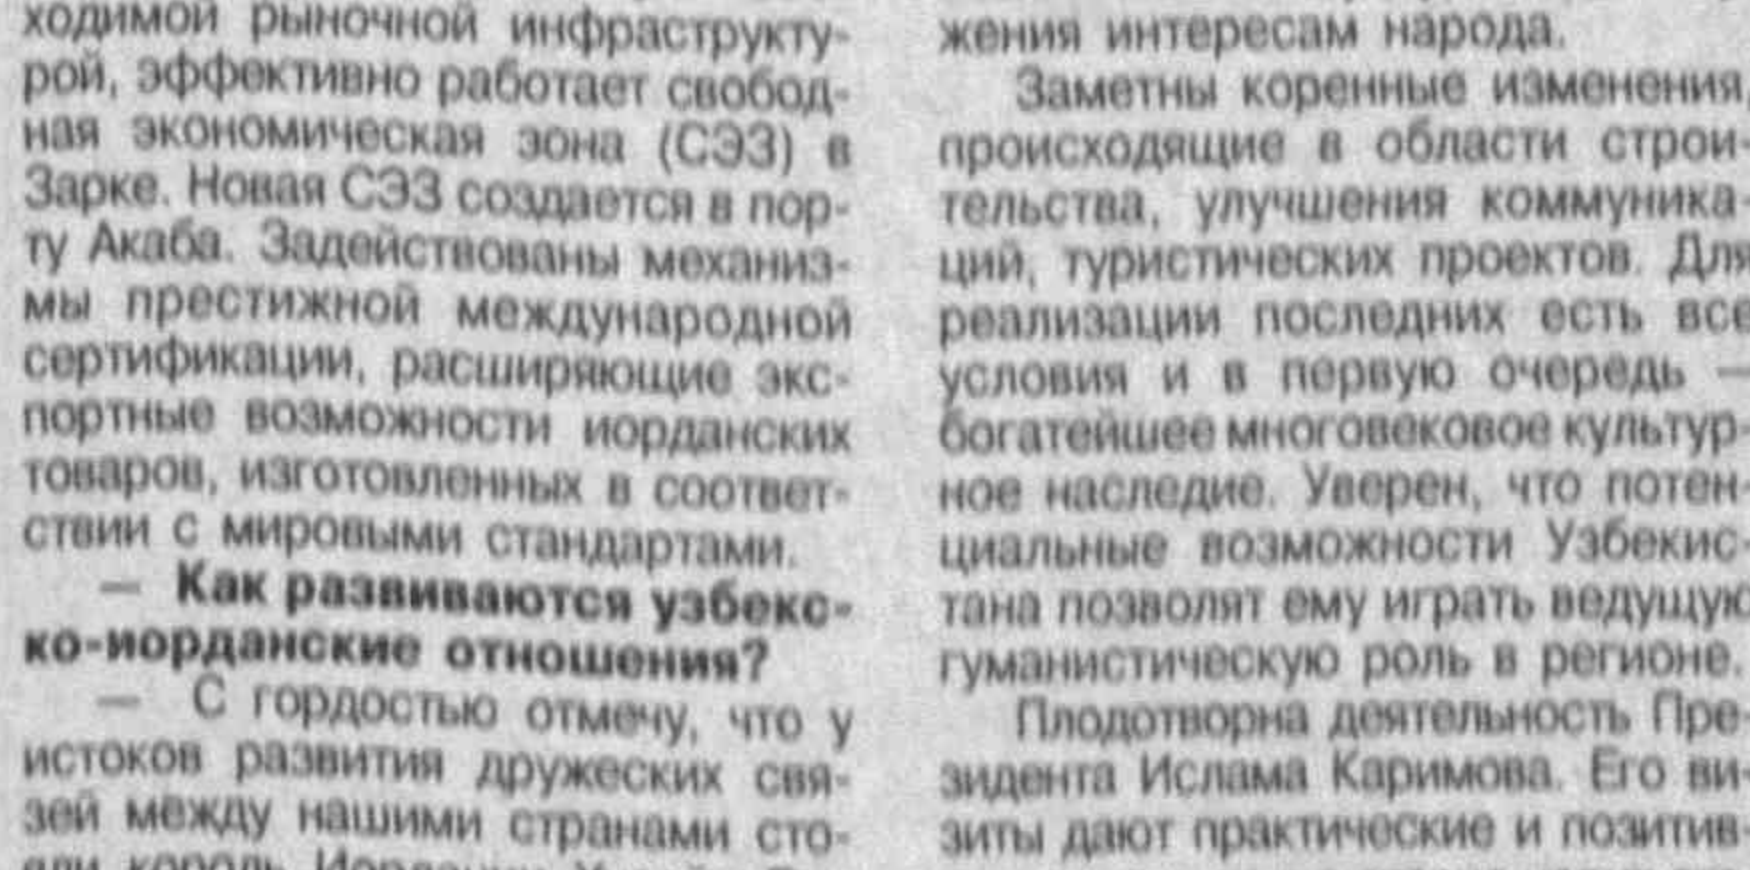 ходимой рыночной инфраструкту-
рой, эффективно работает свобод-
ная экономическая зона (СЭЗ) в
Зарке. Новая СЭЗ создается в пор-
ту Акаба. Задействованы механиз-
мы престижной международной
сертификации, расширяющие экс-
портные возможности иорданских
товаров, изготовленных в соответ-
ствии с мировыми стандартами.
— Как развиваются узбекс-
ко-иорданские отношения?
— С гордостью отмечу, что у
истоков развития дружеских свя-
зей между нашими странами сто-
яли король Иордании
жения интересам народа.
Заметны коренные изменения,
происходящие в области строи-
тельства, улучшения коммуника-
ций, туристических проектов. Для
реализации последних есть все
условия и в первую очередь —
богатейшее многовековое культур-
ное наследие. Уверен, что потен-
циальные возможности Узбекис-
тана позволят ему играть ведущую
гуманистическую роль в регионе.
Плодотворна деятельность Пре-
зидента Ислама Каримова. Его ви-
зиты дают практические и позитив-